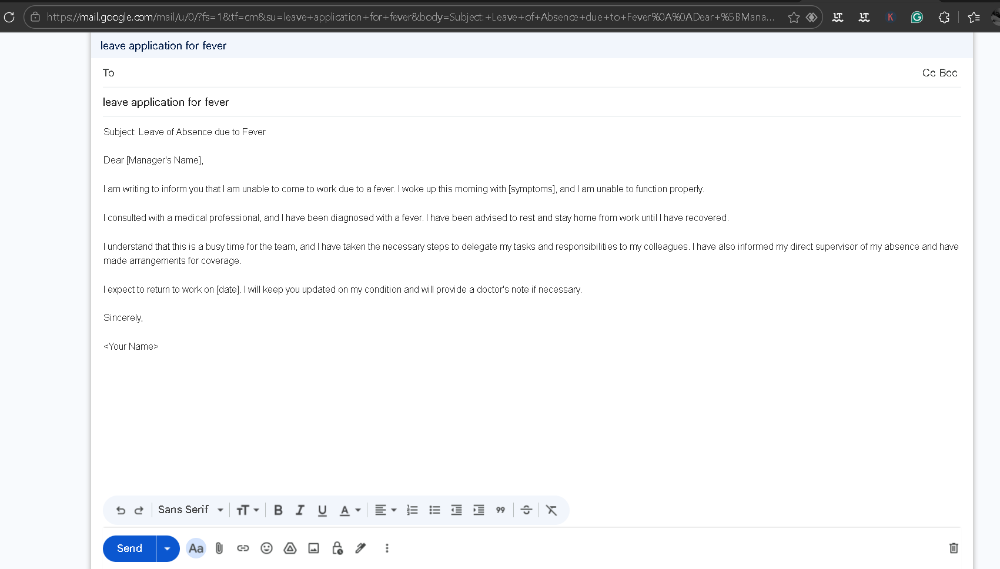 https://mail.google.com/mail/u/0/?fs=1&tf=cm&su=leave+application+for+fever&body=Subject:+Leave+of+Absence+due+to+Fever%0A%0ADear+%5BMana...
leave application for fever
To
Cc Bcc
leave application for fever
Subject: Leave of Absence due to Fever
Dear [Manager's Name],
I am writing to inform you that I am unable to come to work due to a fever. I woke up this morning with [symptoms], and I am unable to function properly.
I consulted with a medical professional, and I have been diagnosed with a fever. I have been advised to rest and stay home from work until I have recovered.
I understand that this is a busy time for the team, and I have taken the necessary steps to delegate my tasks and responsibilities to my colleagues. I have also informed my direct supervisor of my absence and have
made arrangements for coverage.
I expect to return to work on [date]. I will keep you updated on my condition and will provide a doctor's note if necessary.
Sincerely,
<Your Name>
Sans Serif
Send
Aa